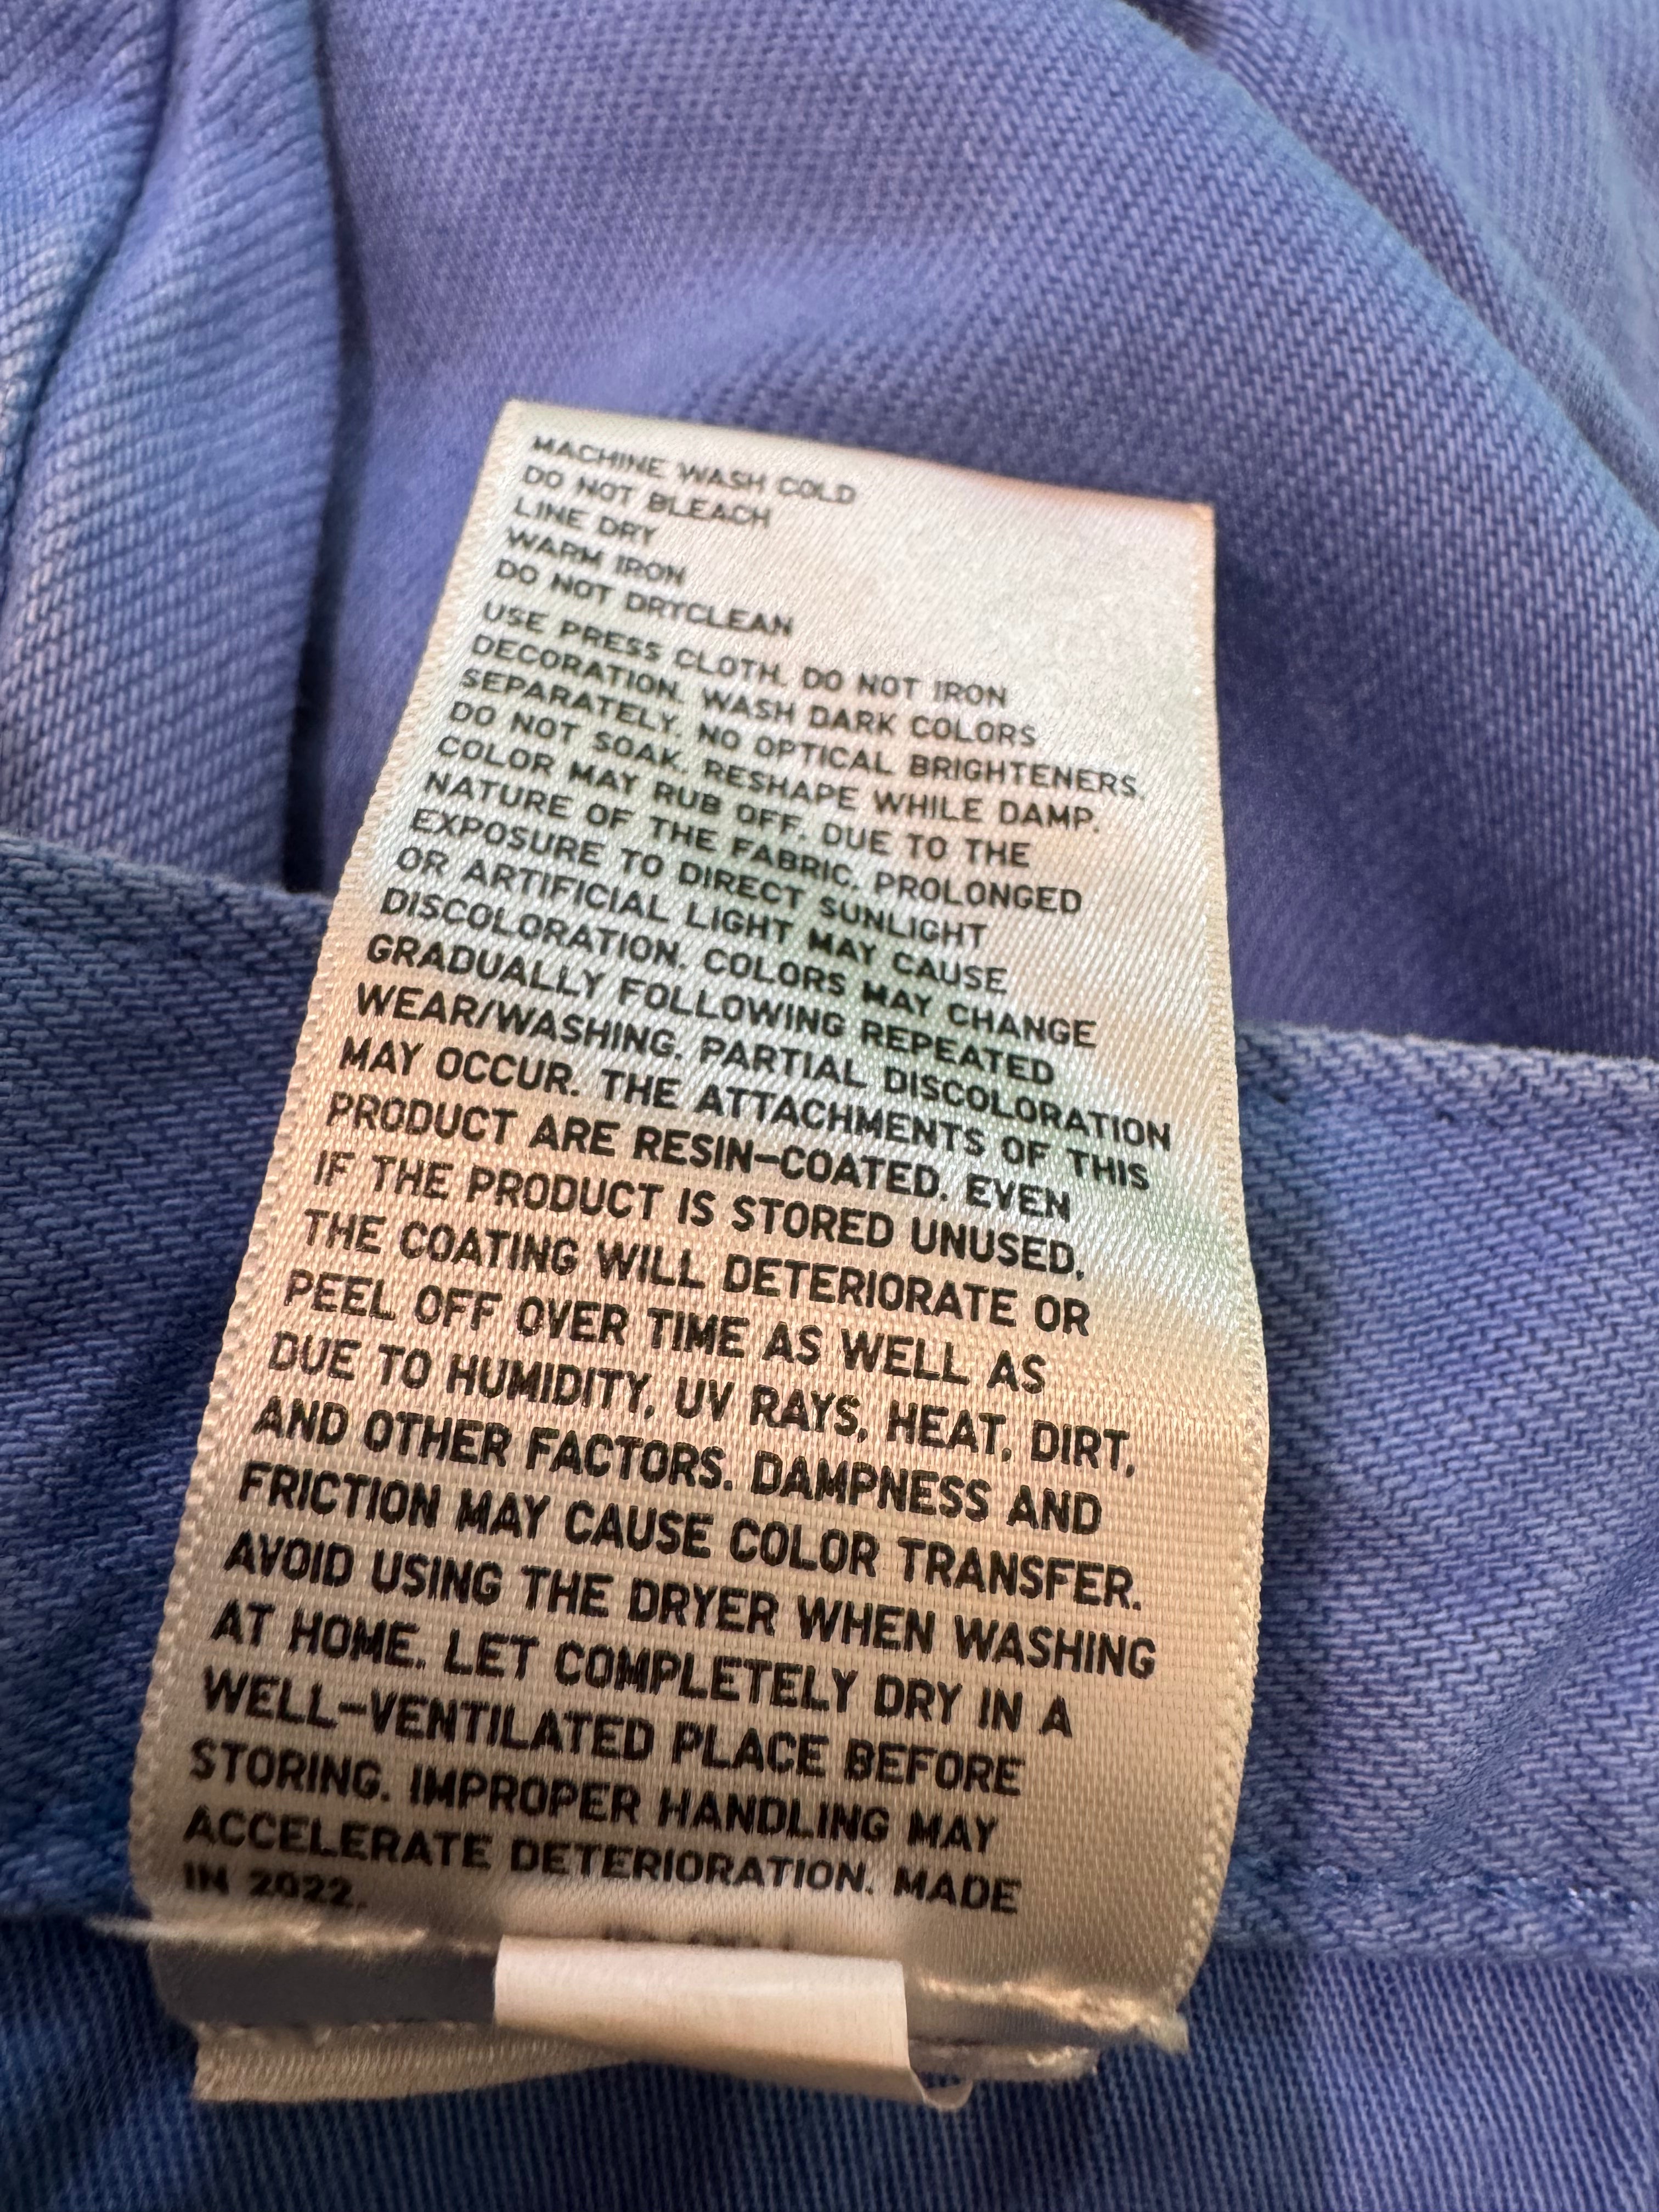 MACHINE WASH COLD
DO NOT BLEACH
LINE DRY
WARM IRON
DO NOT DRYCLEAN
USE PRESS CLOTH. DO NOT IRON
DECORATION. WASH DARK COLORS
SEPARATELY. NO OPTICAL BRIGHTENERS.
DO NOT SOAK. RESHAPE WHILE DAMP.
COLOR MAY RUB OFF. DUE TO THE
NATURE OF THE FABRIC. PROLONGED
EXPOSURE TO DIRECT SUNLIGHT
OR ARTIFICIAL LIGHT MAY CAUSE
DISCOLORATION. COLORS MAY CHANGE
GRADUALLY FOLLOWING REPEATED
WEAR/WASHING. PARTIAL DISCOLORATION
MAY OCCUR. THE ATTACHMENTS OF THIS
PRODUCT ARE RESIN-COATED. EVEN
IF THE PRODUCT IS STORED UNUSED,
THE COATING WILL DETERIORATE OR
PEEL OFF OVER TIME AS WELL AS
DUE TO HUMIDITY, UV RAYS, HEAT, DIRT,
AND OTHER FACTORS. DAMPNESS AND
FRICTION MAY CAUSE COLOR TRANSFER.
AVOID USING THE DRYER WHEN WASHING
AT HOME. LET COMPLETELY DRY IN A
WELL-VENTILATED PLACE BEFORE
STORING. IMPROPER HANDLING MAY
ACCELERATE DETERIORATION. MADE
IN 2022.